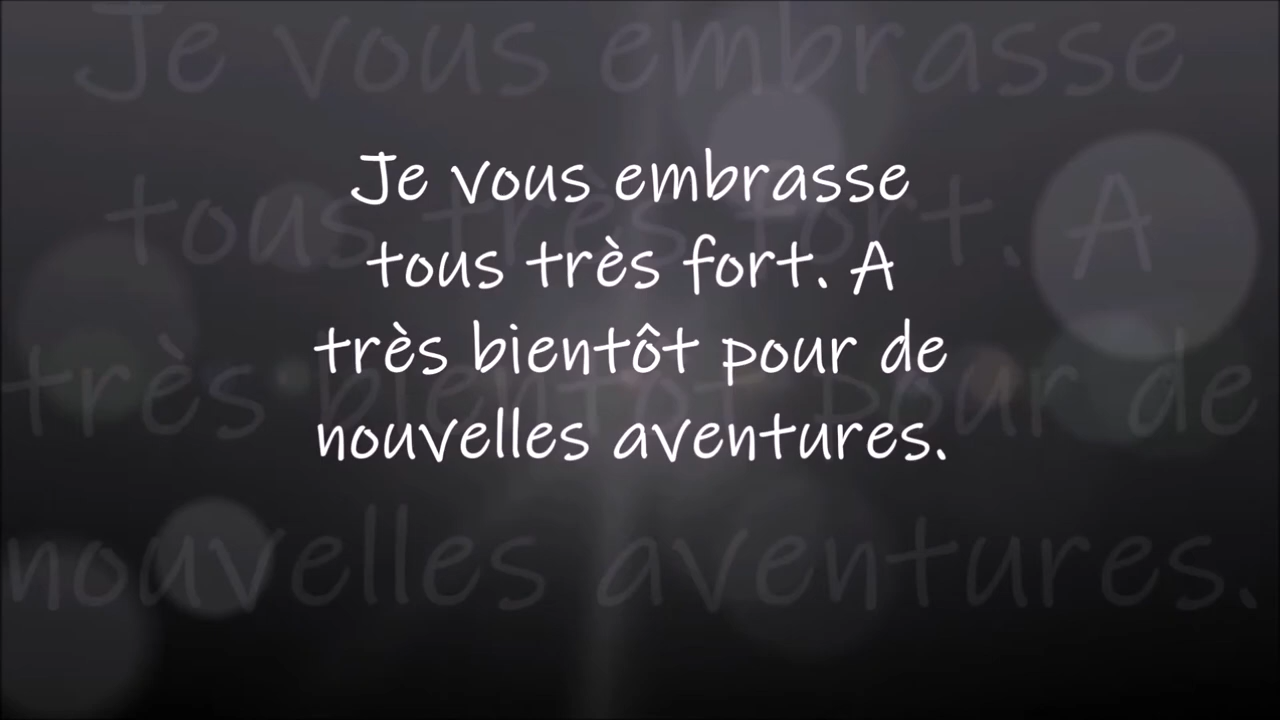 Je vous embrasse
tous très fort. A
très bientôt pour de
nouvelles aventures.